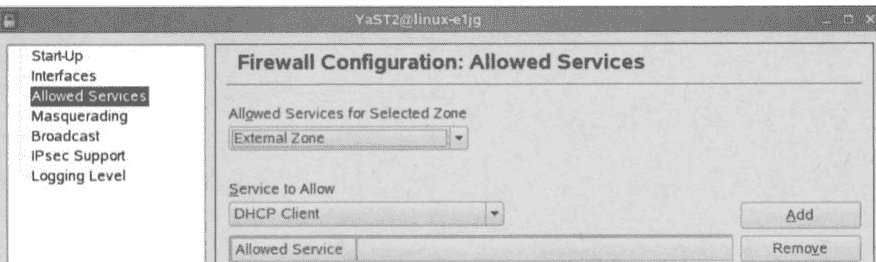 YaST2@linux-e1jg
Start-Up
Interfaces
Allowed Services
Masquerading
Broadcast
IPsec Support
Logging Level
Firewall Configuration: Allowed Services
Allowed Services for Selected Zone
External Zone
Service to Allow
DHCP Client
Add
Allowed Service
Remove